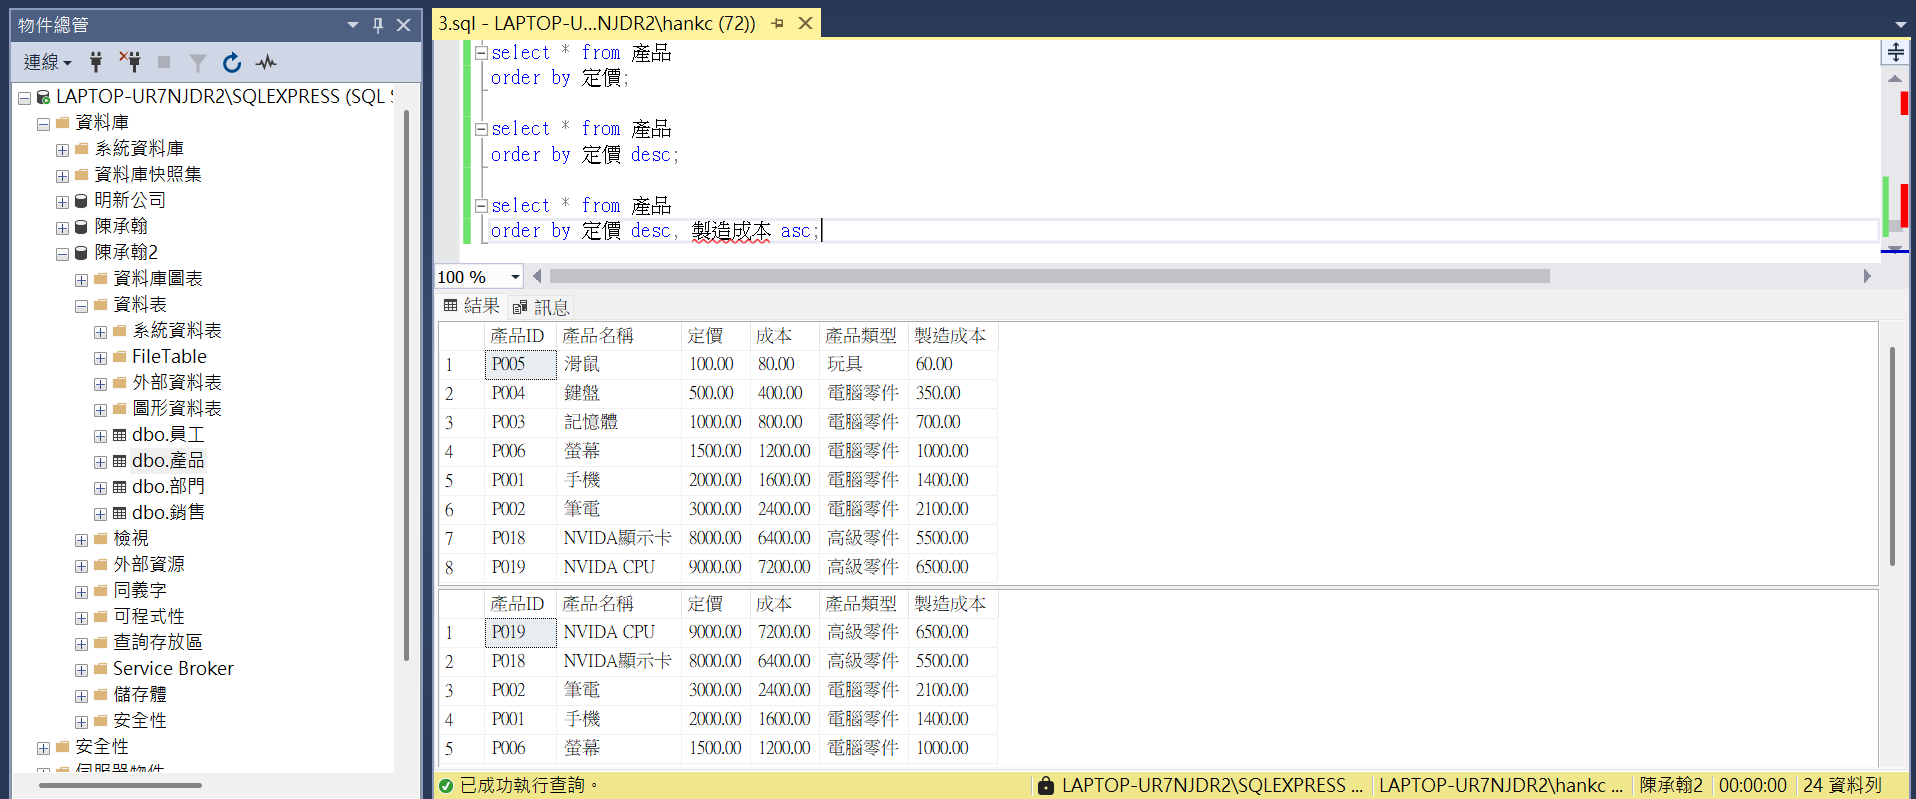 物件總管
連線
LAPTOP-UR7NJDR2\SQLEXPRESS (SQL S
資料庫
系統資料庫
資料庫快照集
明新公司
陳承翰
陳承翰2
資料庫圖表
資料表
系統資料表
FileTable
外部資料表
圖形資料表
dbo.員工
dbo.產品
dbo.部門
dbo.銷售
檢視
外部資源
同義字
可程式性
查詢存放區
Service Broker
儲存體
安全性
安全性
伺服器物件
3.sql - LAPTOP-U...NJDR2\hankc (72))
select * from 產品
order by 定價;
select * from 產品
order by 定價 desc;
select * from 產品
order by 定價 desc, 製造成本 asc;
100 %
結果 訊息
產品ID 產品名稱 定價 成本 產品類型 製造成本
1 P005 滑鼠 100.00 80.00 玩具 60.00
2 P004 鍵盤 500.00 400.00 電腦零件 350.00
3 P003 記憶體 1000.00 800.00 電腦零件 700.00
4 P006 螢幕 1500.00 1200.00 電腦零件 1000.00
5 P001 手機 2000.00 1600.00 電腦零件 1400.00
6 P002 筆電 3000.00 2400.00 電腦零件 2100.00
7 P018 NVIDA顯示卡 8000.00 6400.00 高級零件 5500.00
8 P019 NVIDA CPU 9000.00 7200.00 高級零件 6500.00
產品ID 產品名稱 定價 成本 產品類型 製造成本
1 P019 NVIDA CPU 9000.00 7200.00 高級零件 6500.00
2 P018 NVIDA顯示卡 8000.00 6400.00 高級零件 5500.00
3 P002 筆電 3000.00 2400.00 電腦零件 2100.00
4 P001 手機 2000.00 1600.00 電腦零件 1400.00
5 P006 螢幕 1500.00 1200.00 電腦零件 1000.00
已成功執行查詢。 LAPTOP-UR7NJDR2\SQLEXPRESS ... LAPTOP-UR7NJDR2\hankc ... 陳承翰2 00:00:00 24 資料列